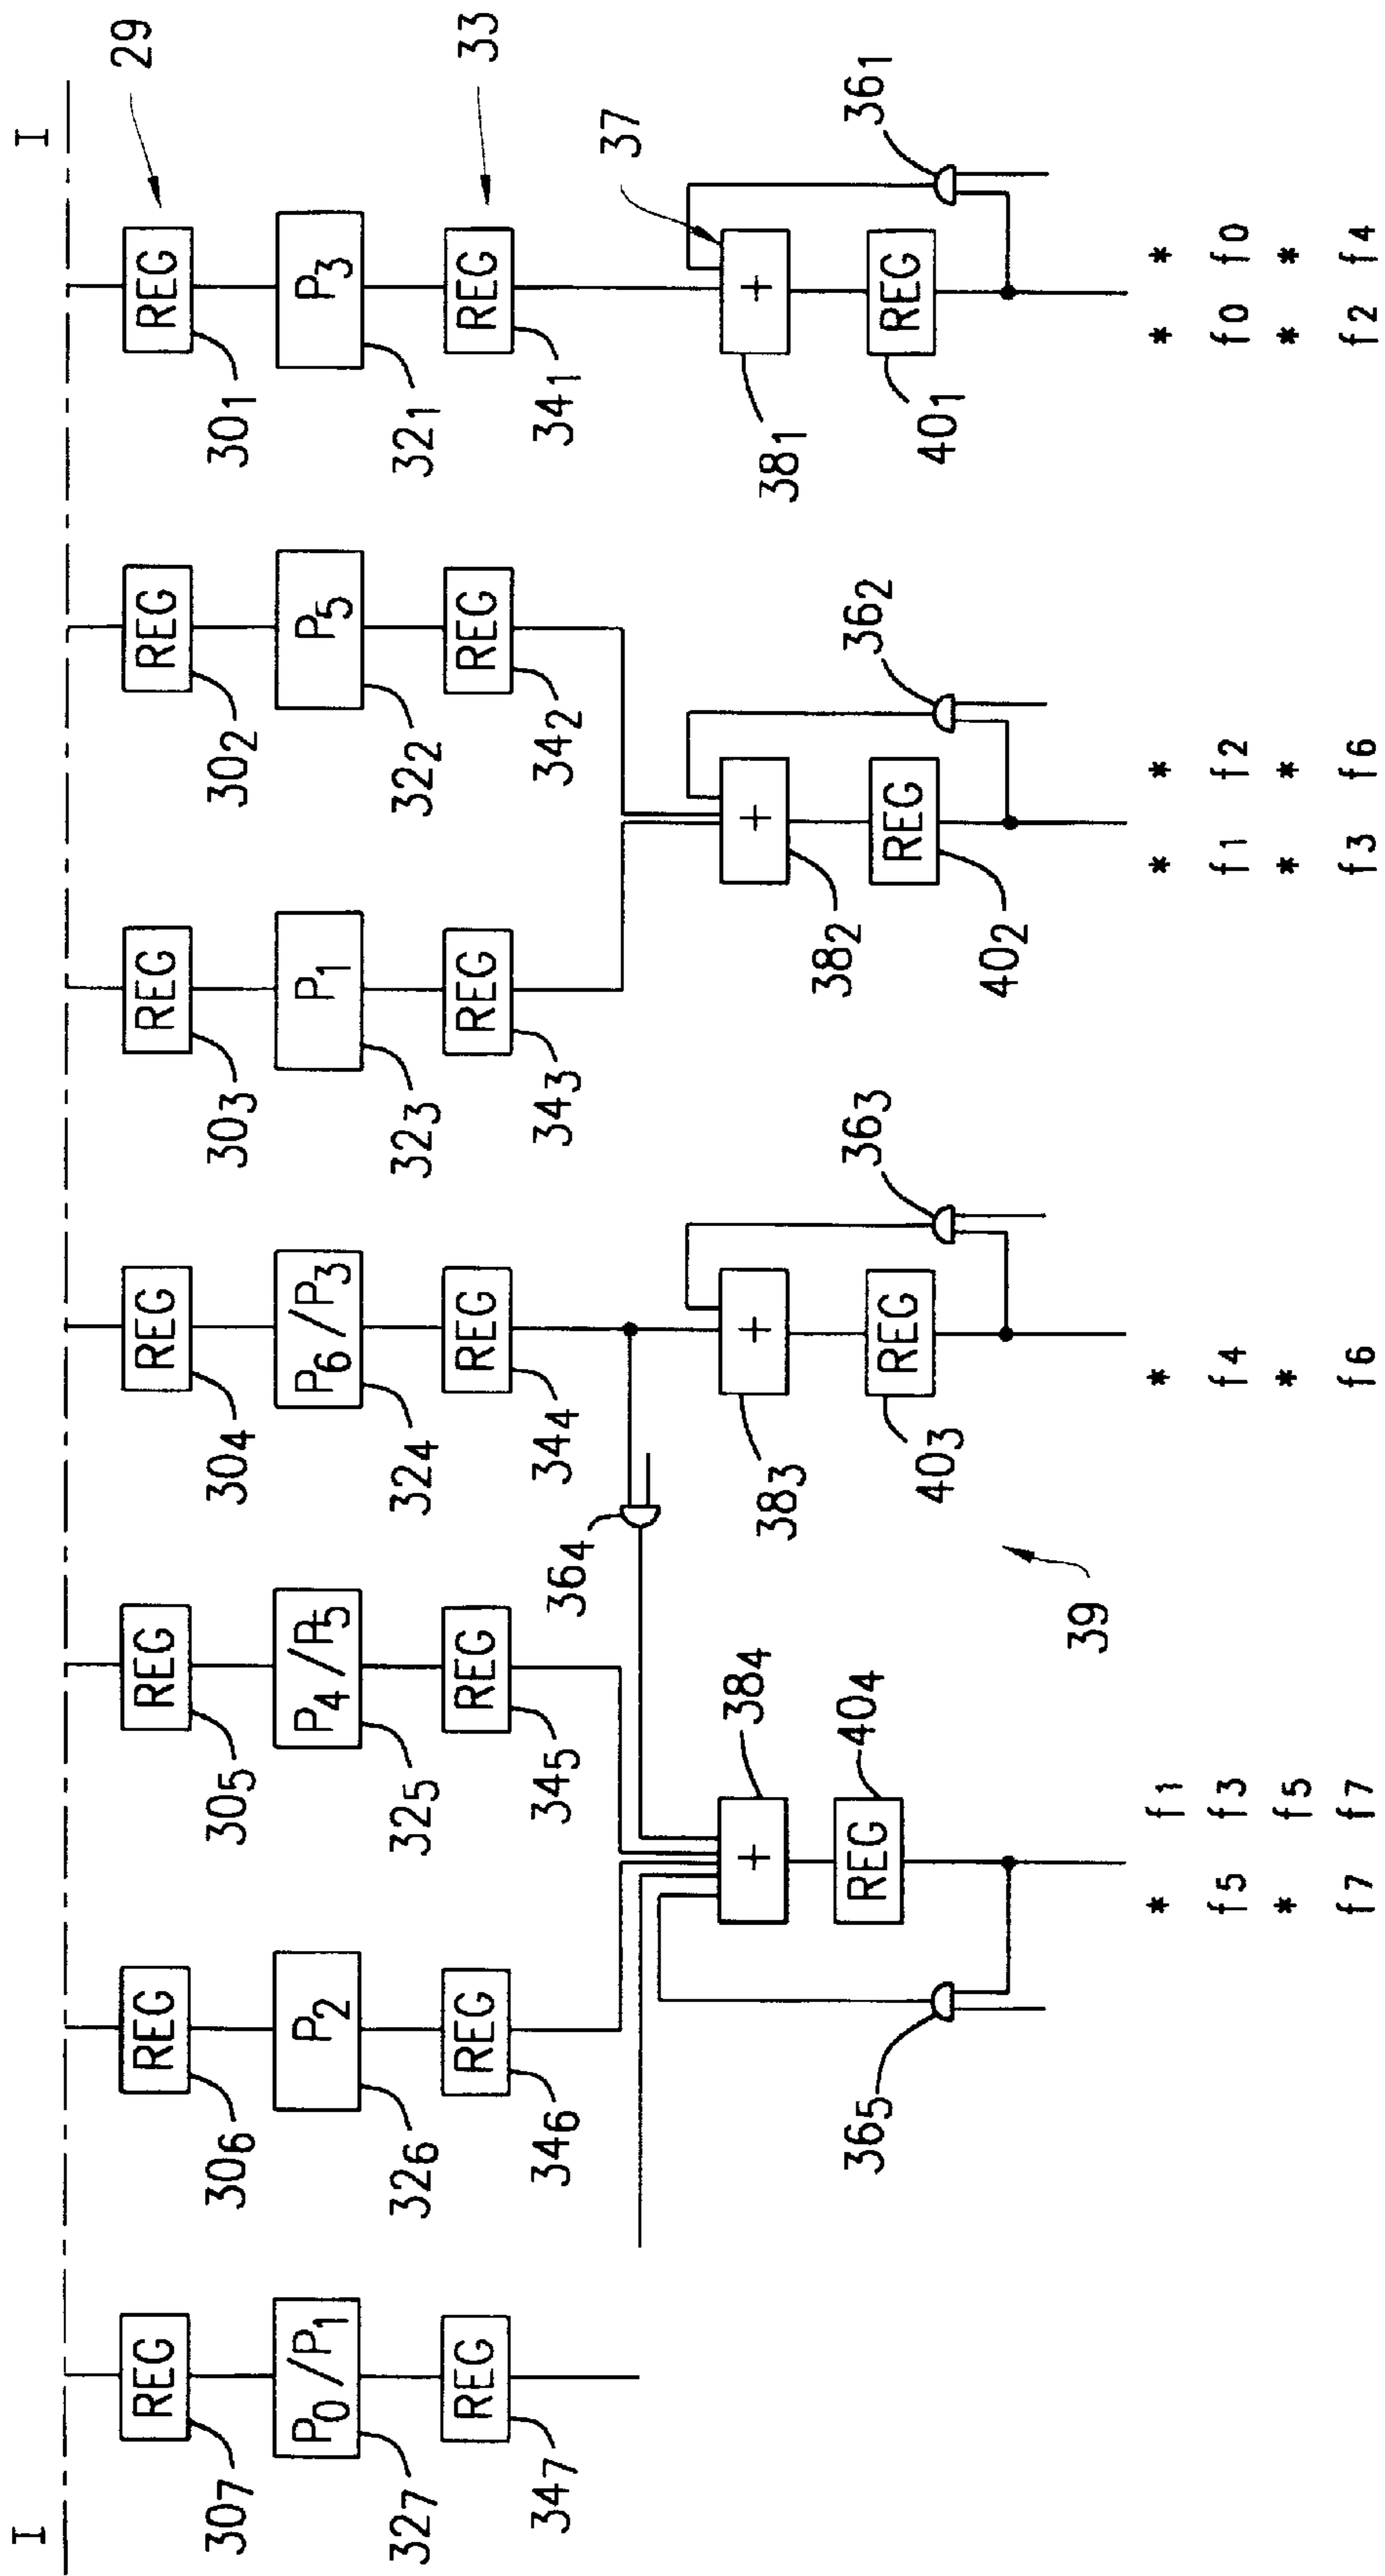 I I
REG REG REG REG REG REG REG 29
30₇ 30₆ 30₅ 30₄ 30₃ 30₂ 30₁
P₀/P₁ P₂ P₄/P₅ P₆/P₃ P₁ P₅ P₃
32₇ 32₆ 32₅ 32₄ 32₃ 32₂ 32₁
REG REG REG REG REG REG REG 33
34₇ 34₆ 34₅ 34₄ 34₃ 34₂ 34₁
36₄ 37
+ 38₄ + + +
38₃ 38₂ 38₁
36₅ REG 40₄ REG 36₃ REG 36₂ REG 36₁
40₃ 40₂ 40₁
39
* f1 * * * * *
f5 f3 f4 f1 f2 f0 f0
* f5 * * * * *
f7 f7 f6 f3 f6 f2 f4